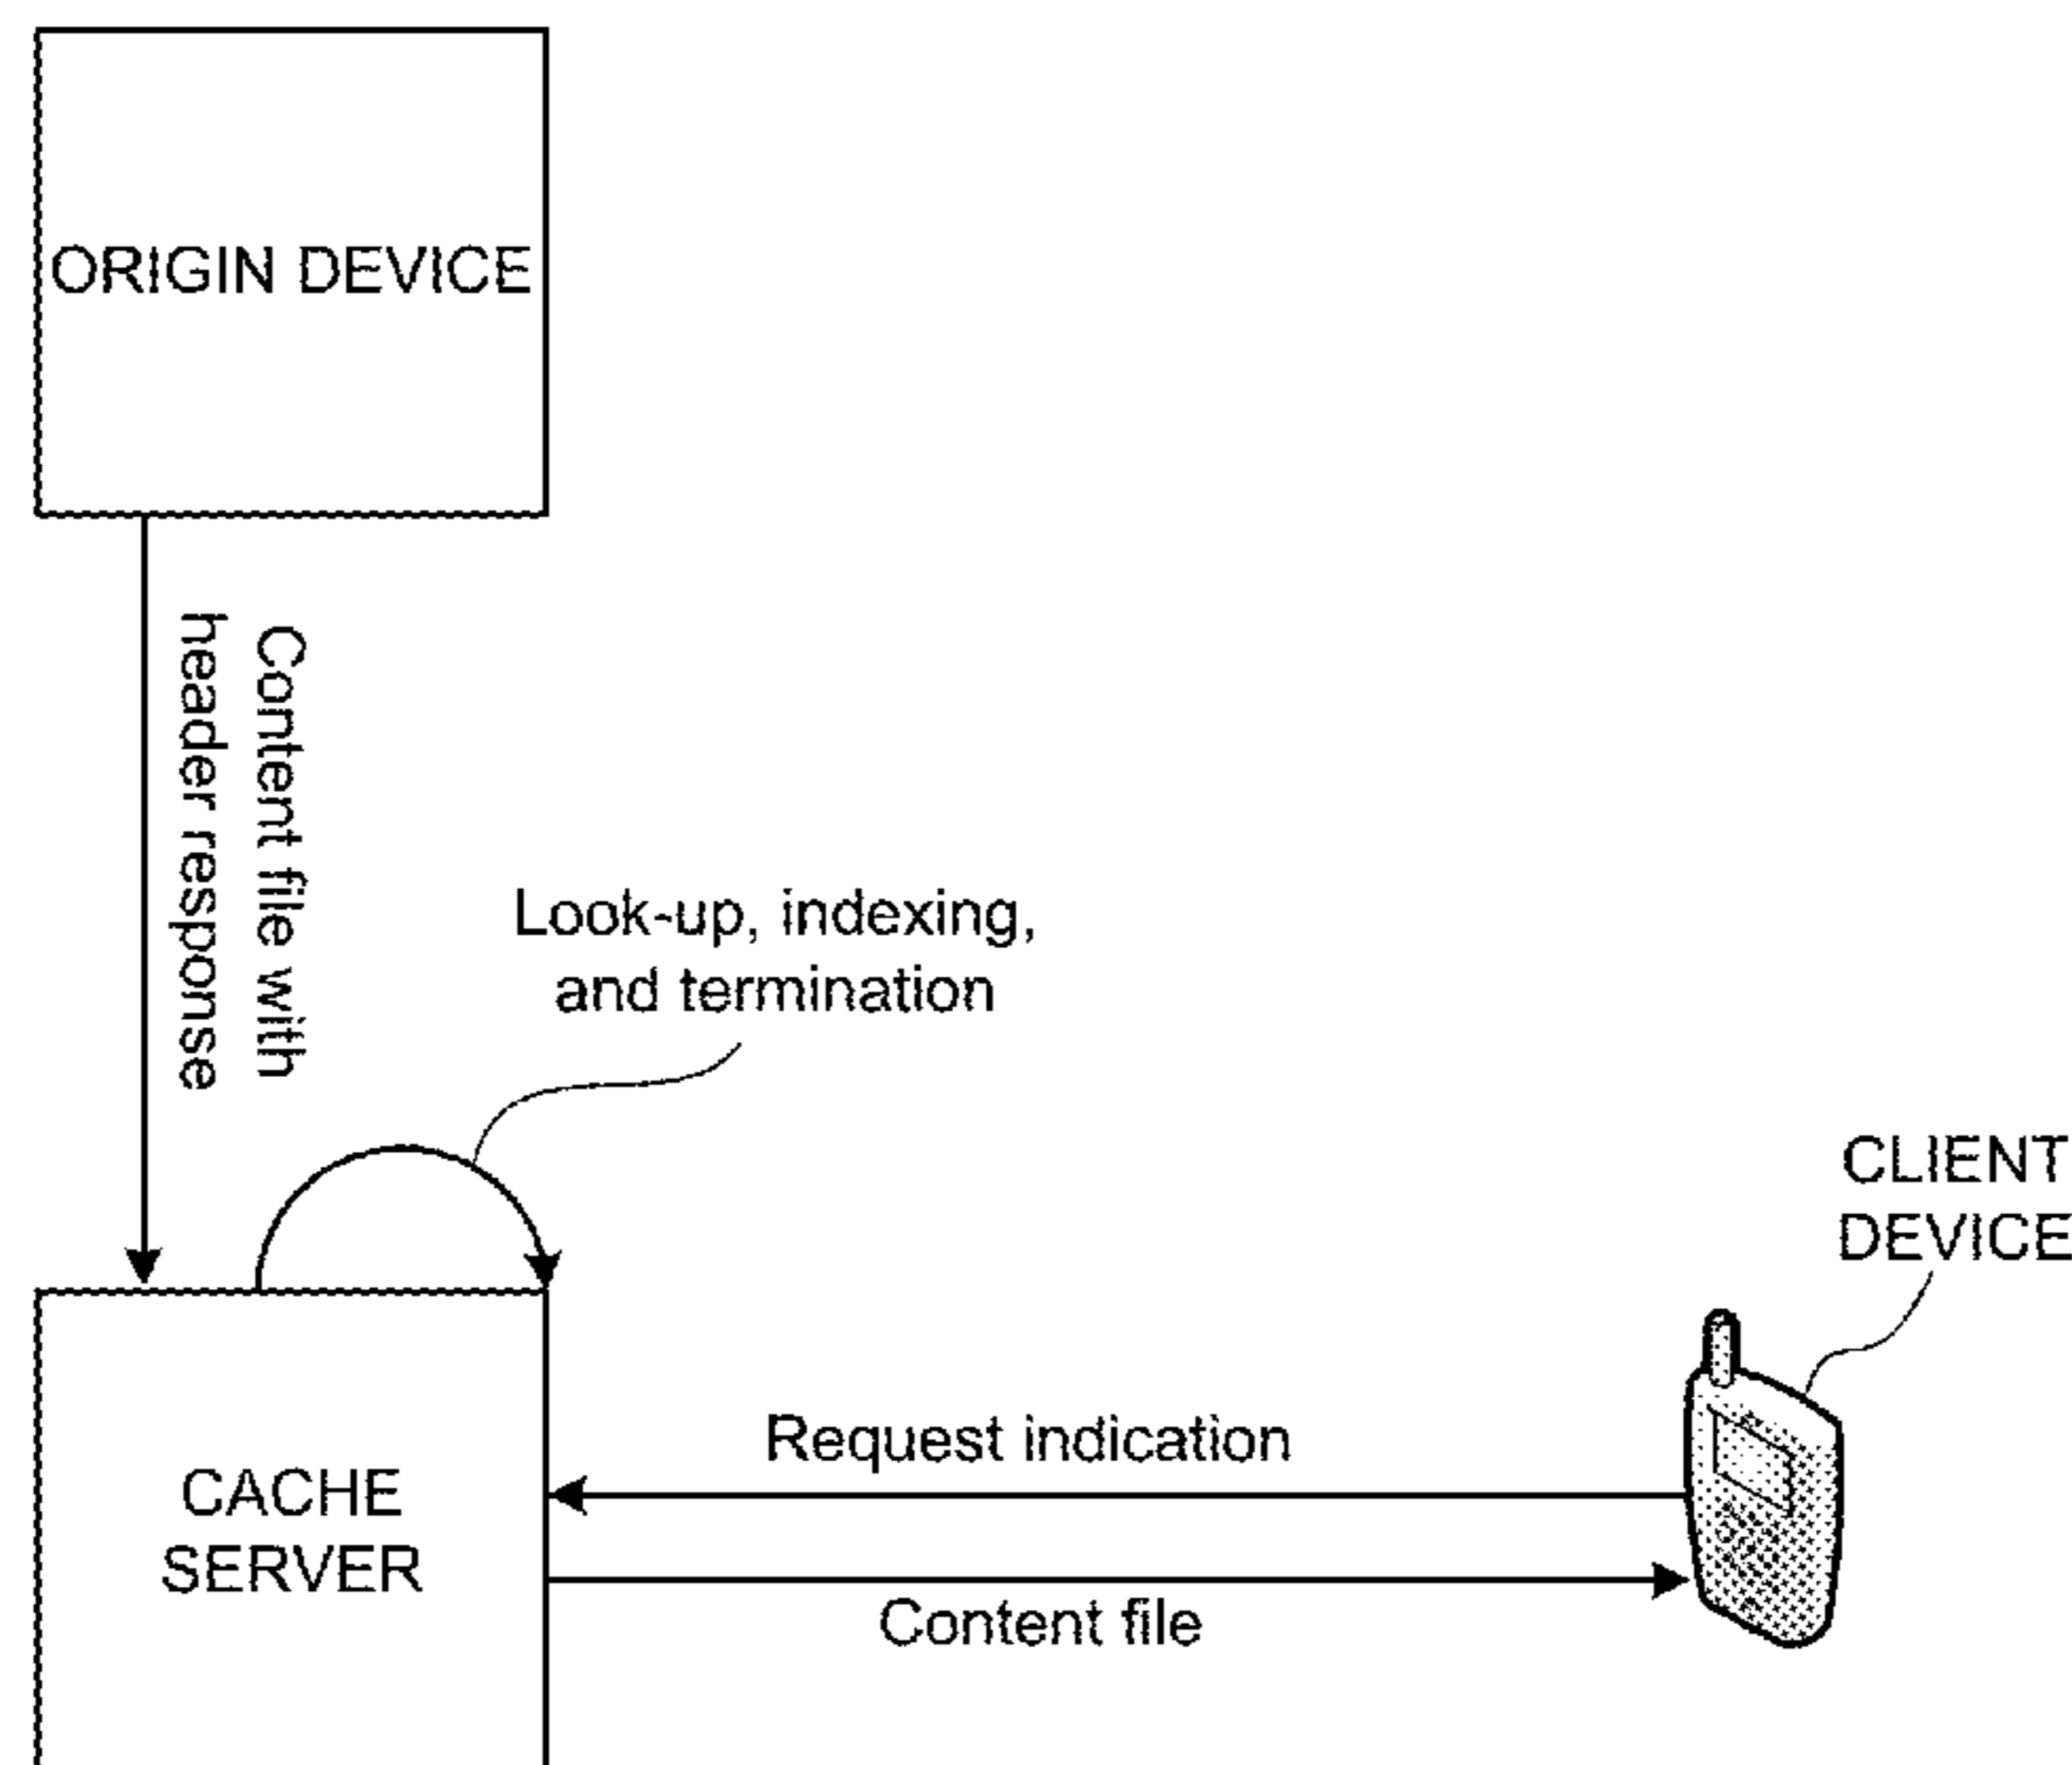 ORIGIN DEVICE
Content file with
header response
Look-up, indexing,
and termination
CLIENT
DEVICE
Request indication
CACHE
SERVER
Content file